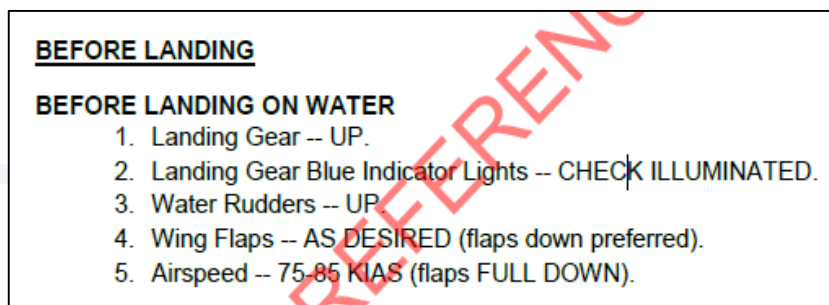 BEFORE LANDING
BEFORE LANDING ON WATER
1. Landing Gear -- UP.
2. Landing Gear Blue Indicator Lights -- CHECK ILLUMINATED.
3. Water Rudders -- UP.
4. Wing Flaps -- AS DESIRED (flaps down preferred).
5. Airspeed -- 75-85 KIAS (flaps FULL DOWN).
REFERENC